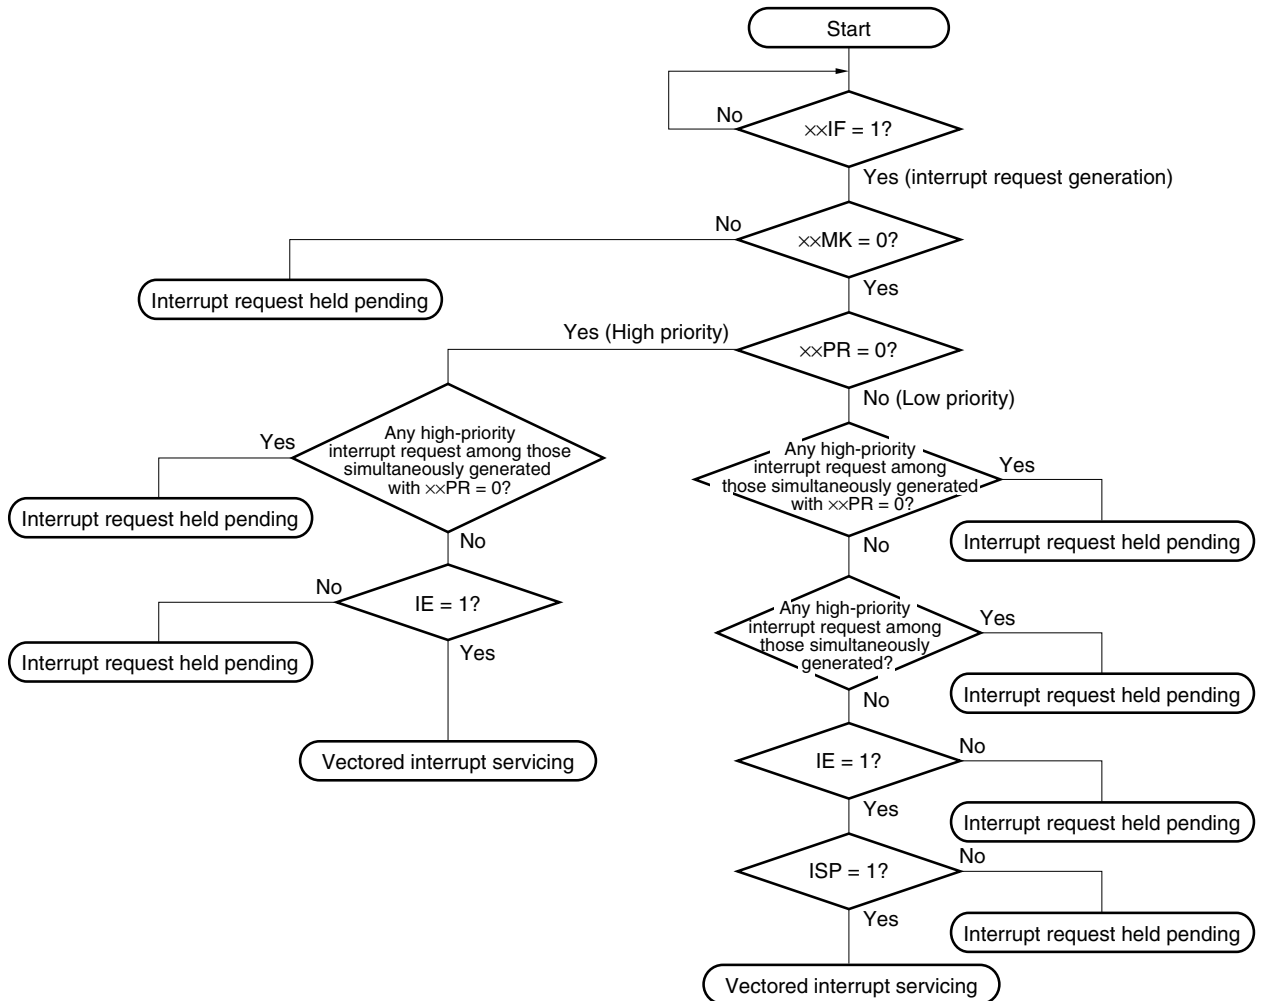 Start
No
××IF = 1?
Yes (interrupt request generation)
No
××MK = 0?
Interrupt request held pending
Yes
Yes (High priority)
××PR = 0?
No (Low priority)
Yes
Any high-priority
interrupt request among those
simultaneously generated
with ××PR = 0?
Any high-priority
interrupt request among
those simultaneously generated
with ××PR = 0?
Yes
Interrupt request held pending
Interrupt request held pending
No
No
No
IE = 1?
Any high-priority
interrupt request among
those simultaneously
generated?
Yes
Interrupt request held pending
Yes
Interrupt request held pending
No
Vectored interrupt servicing
IE = 1?
No
Yes
Interrupt request held pending
ISP = 1?
No
Yes
Interrupt request held pending
Vectored interrupt servicing